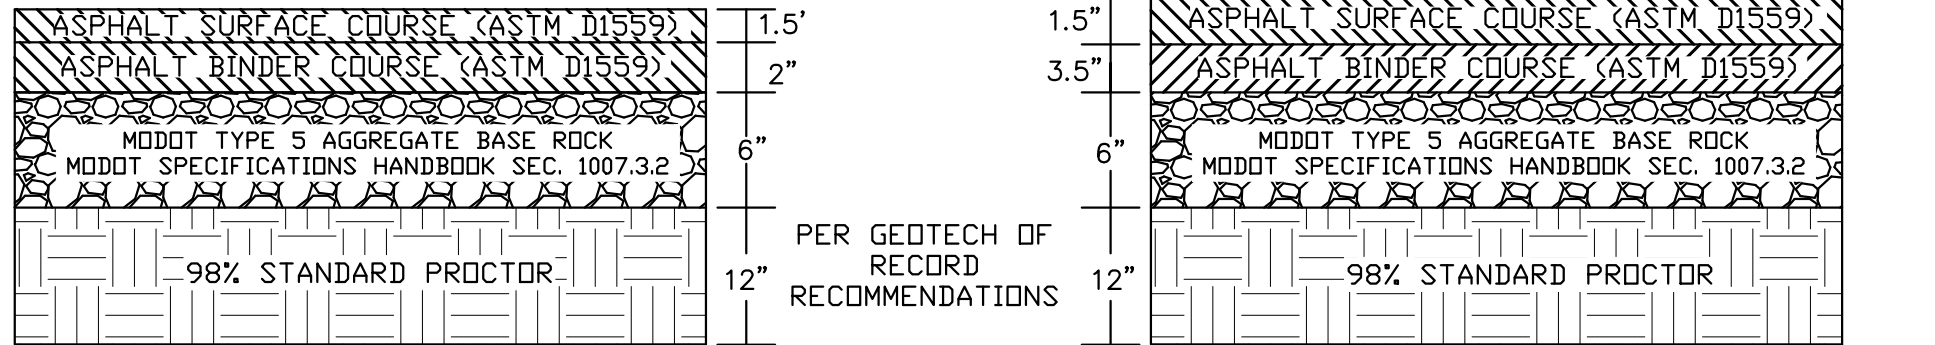 ASPHALT SURFACE COURSE (ASTM D1559)
1.5'
ASPHALT BINDER COURSE (ASTM D1559)
2"
MODOT TYPE 5 AGGREGATE BASE ROCK
MODOT SPECIFICATIONS HANDBOOK SEC. 1007.3.2
6"
98% STANDARD PROCTOR
12"
PER GEOTECH OF
RECORD
RECOMMENDATIONS
1.5"
ASPHALT SURFACE COURSE (ASTM D1559)
3.5"
ASPHALT BINDER COURSE (ASTM D1559)
6"
MODOT TYPE 5 AGGREGATE BASE ROCK
MODOT SPECIFICATIONS HANDBOOK SEC. 1007.3.2
12"
98% STANDARD PROCTOR